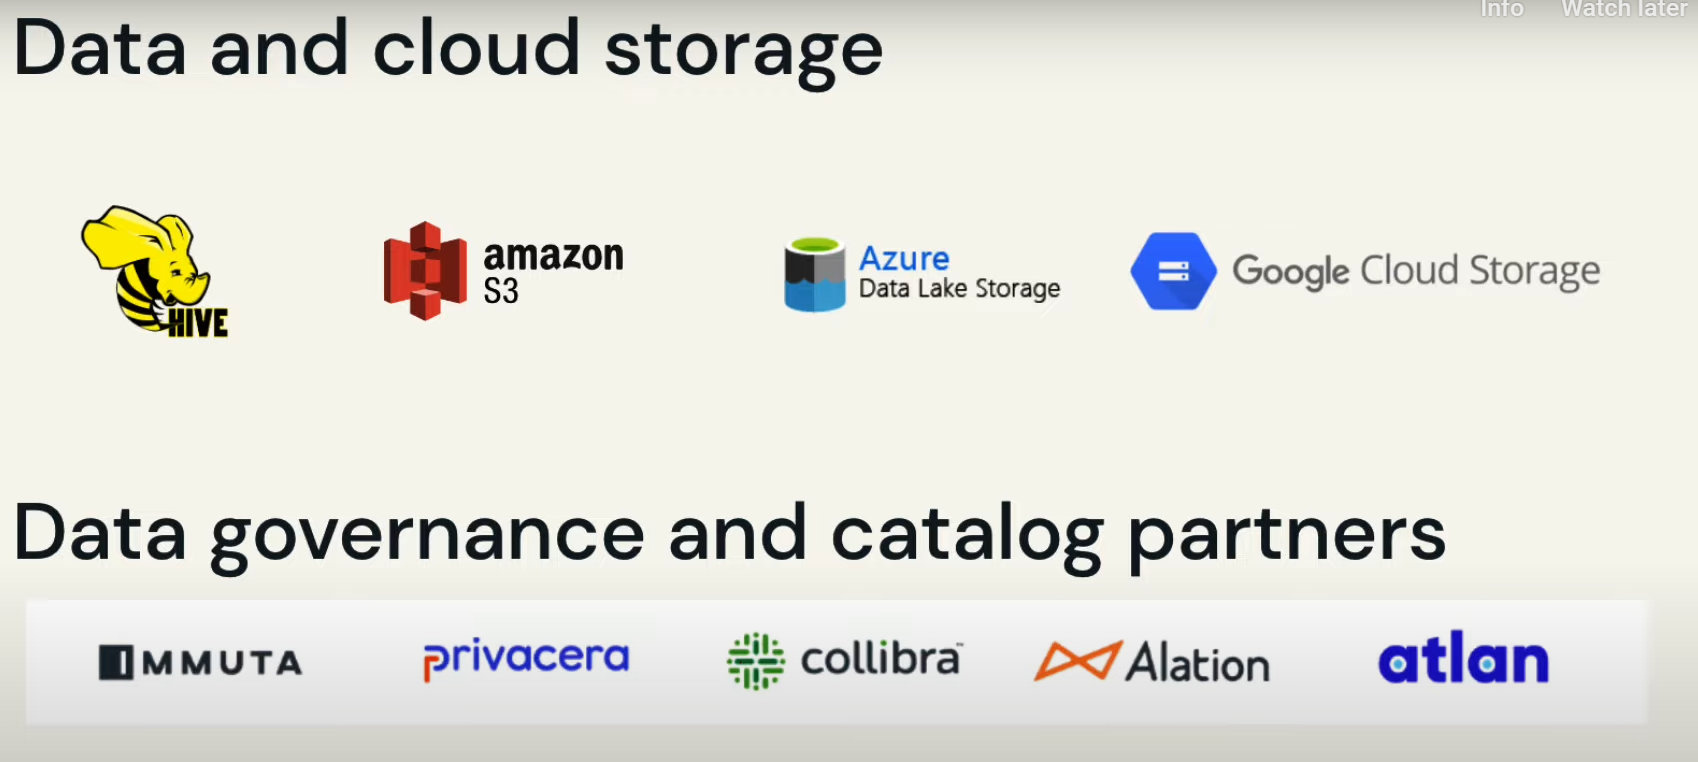 Info Watch later
Data and cloud storage
HIVE
amazon
S3
Azure
Data Lake Storage
Google Cloud Storage
Data governance and catalog partners
IMMUTA
privacera
collibra™
Alation
atlan